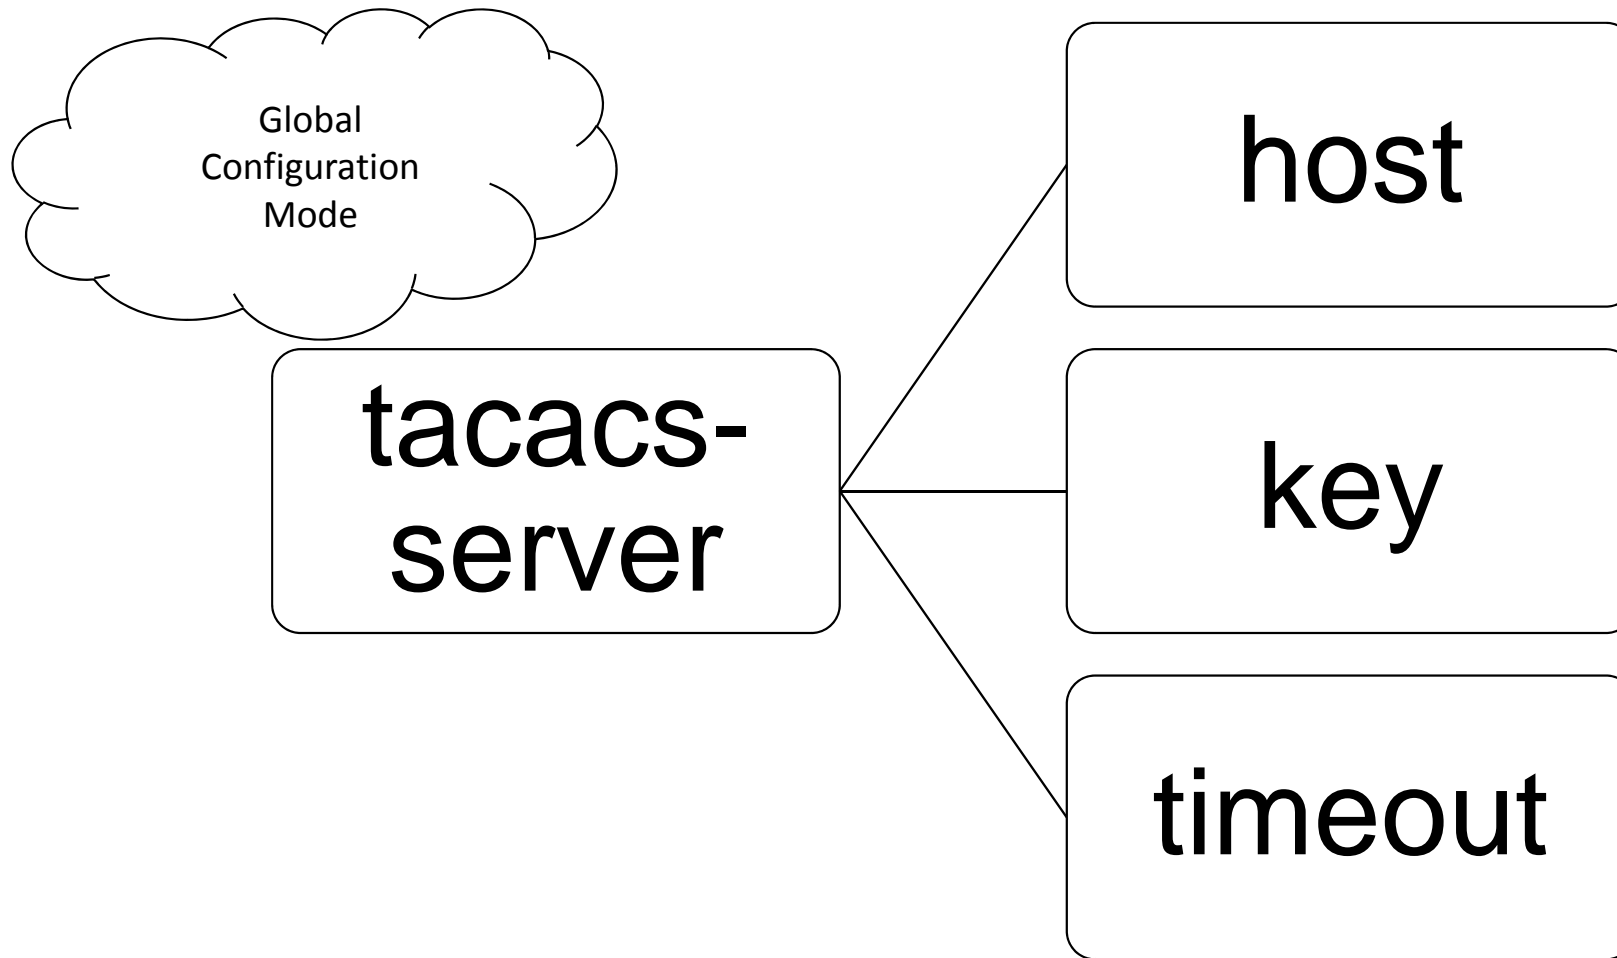 Global
Configuration
Mode
tacacs-
server
host
key
timeout